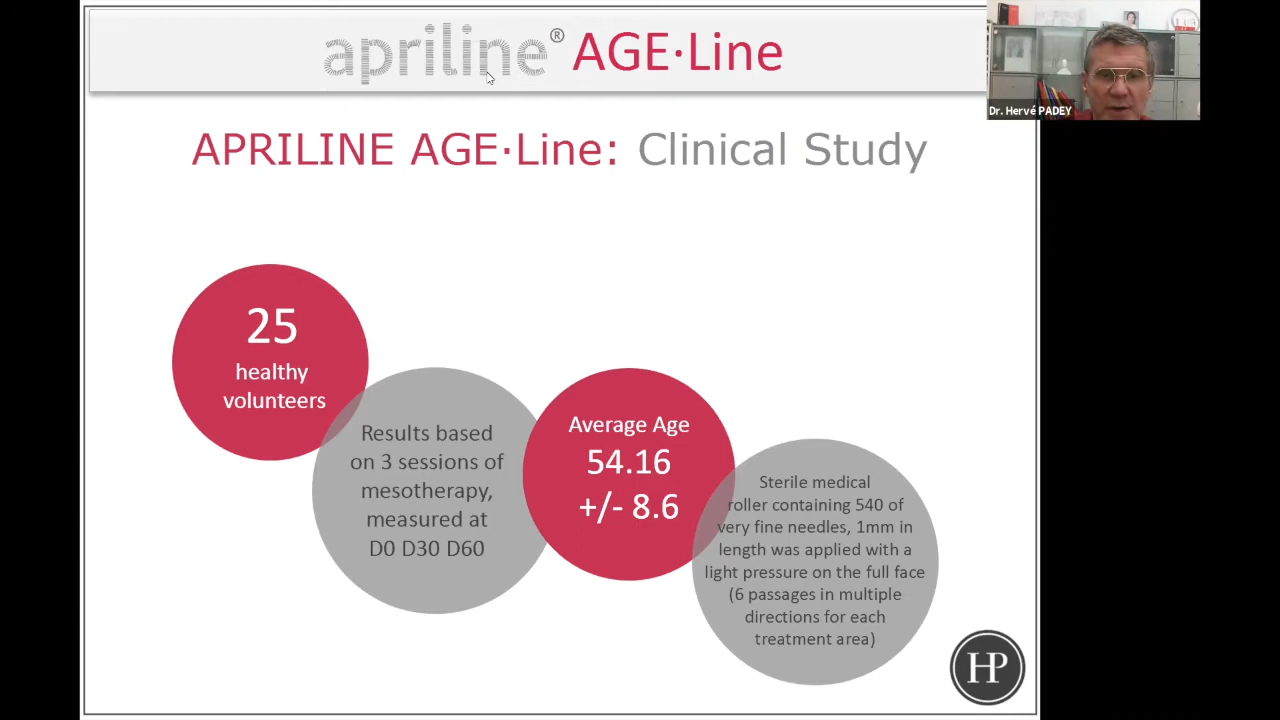 apriline® AGE·Line
Dr. Hervé PADEY
APRILINE AGE·Line: Clinical Study
25
healthy
volunteers
Results based
on 3 sessions of
mesotherapy,
measured at
D0 D30 D60
Average Age
54.16
+/- 8.6
Sterile medical
roller containing 540 of
very fine needles, 1mm in
length was applied with a
light pressure on the full face
(6 passages in multiple
directions for each
treatment area)
HP